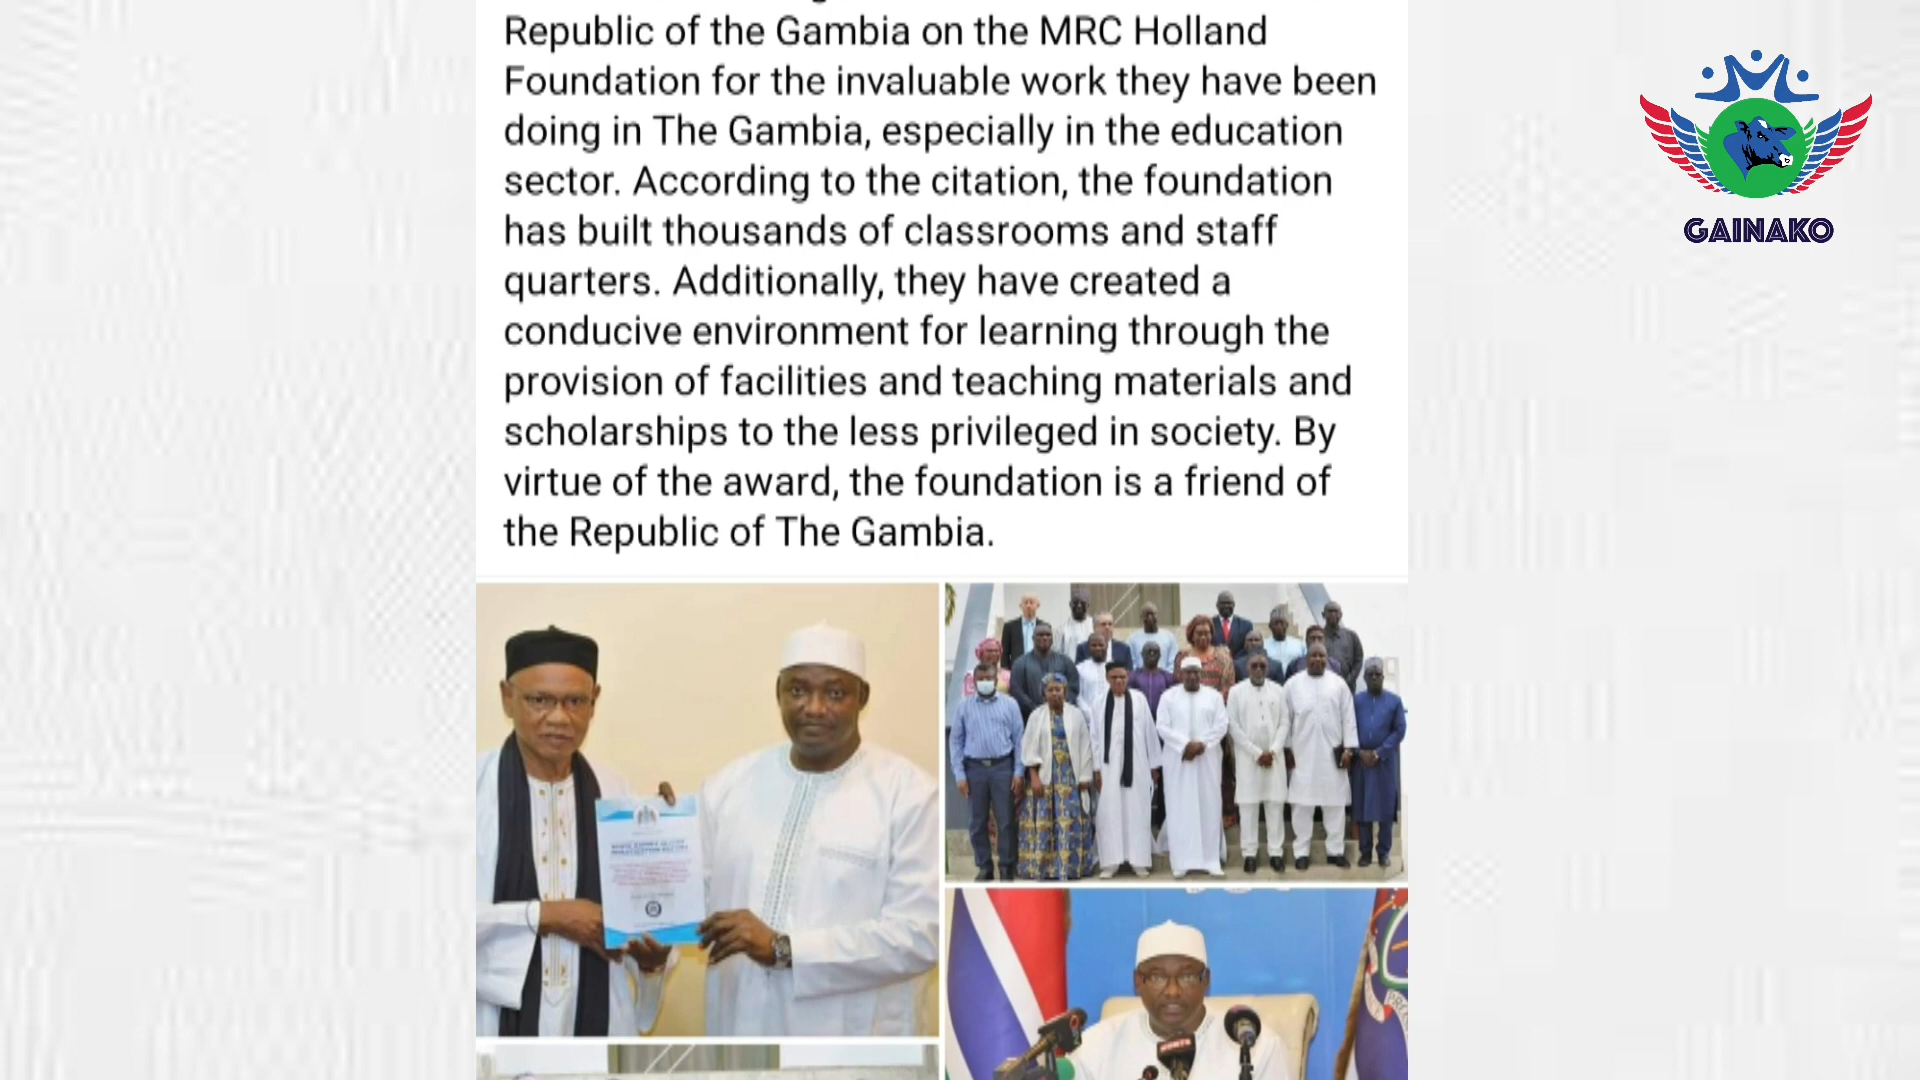 Republic of the Gambia on the MRC Holland
Foundation for the invaluable work they have been
doing in The Gambia, especially in the education
sector. According to the citation, the foundation
has built thousands of classrooms and staff
quarters. Additionally, they have created a
conducive environment for learning through the
provision of facilities and teaching materials and
scholarships to the less privileged in society. By
virtue of the award, the foundation is a friend of
the Republic of The Gambia.
GAINAKO